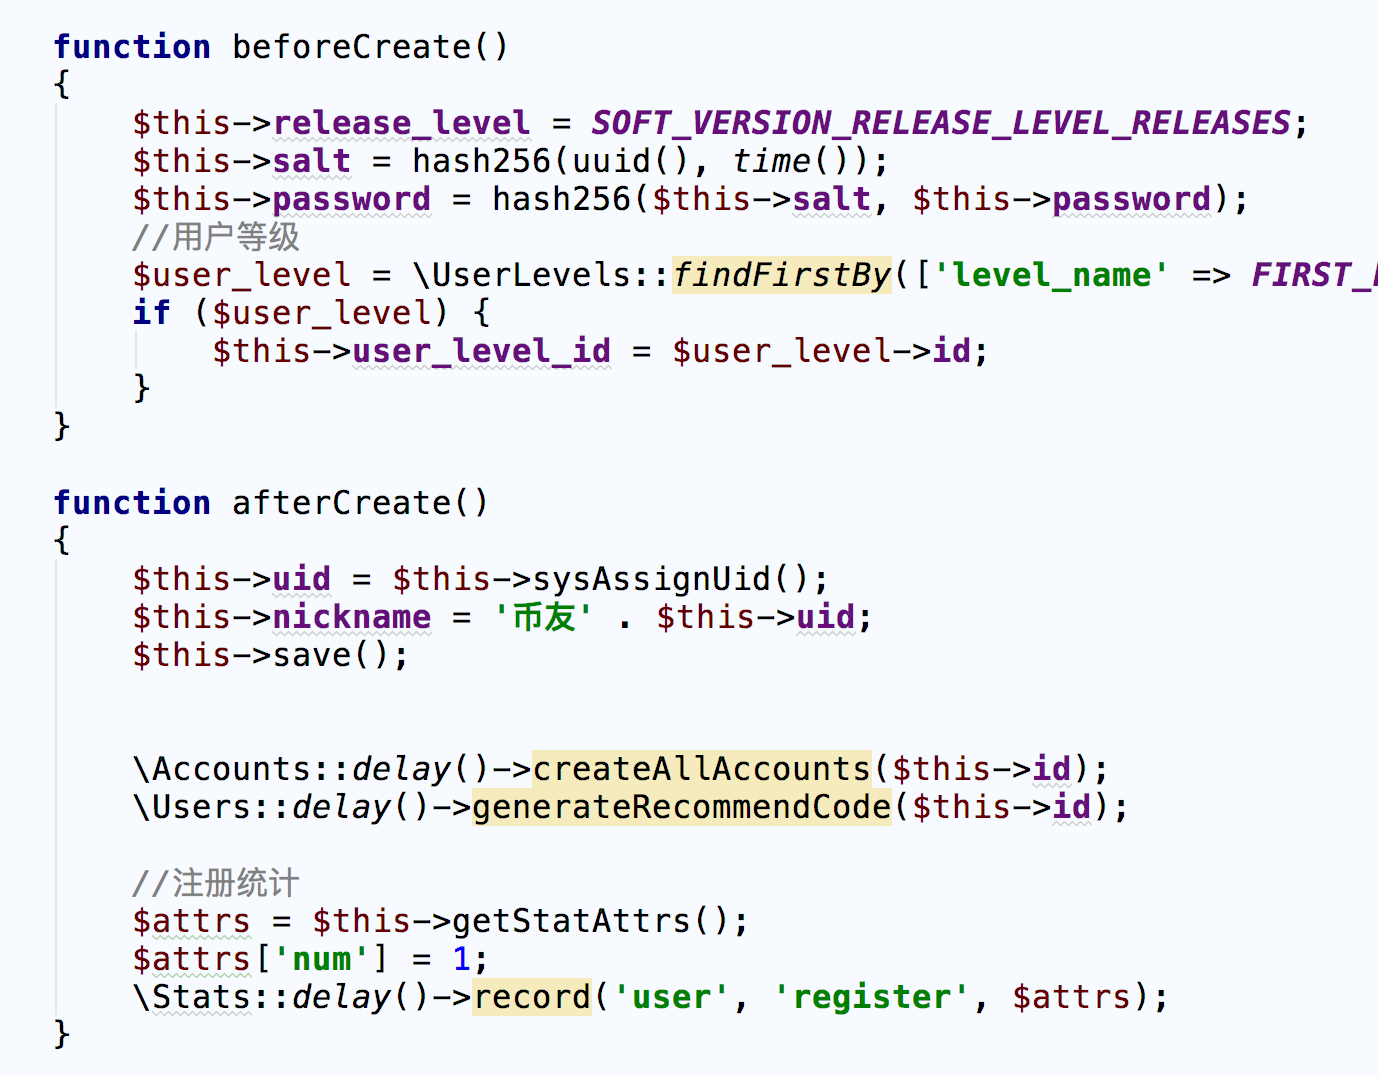 function beforeCreate()
{
$this->release_level = SOFT_VERSION_RELEASE_LEVEL_RELEASES;
$this->salt = hash256(uuid(), time());
$this->password = hash256($this->salt, $this->password);
//用户等级
$user_level = \UserLevels::findFirstBy(['level_name' => FIRST_
if ($user_level) {
$this->user_level_id = $user_level->id;
}
}
function afterCreate()
{
$this->uid = $this->sysAssignUid();
$this->nickname = '币友' . $this->uid;
$this->save();
\Accounts::delay()->createAllAccounts($this->id);
\Users::delay()->generateRecommendCode($this->id);
//注册统计
$attrs = $this->getStatAttrs();
$attrs['num'] = 1;
\Stats::delay()->record('user', 'register', $attrs);
}